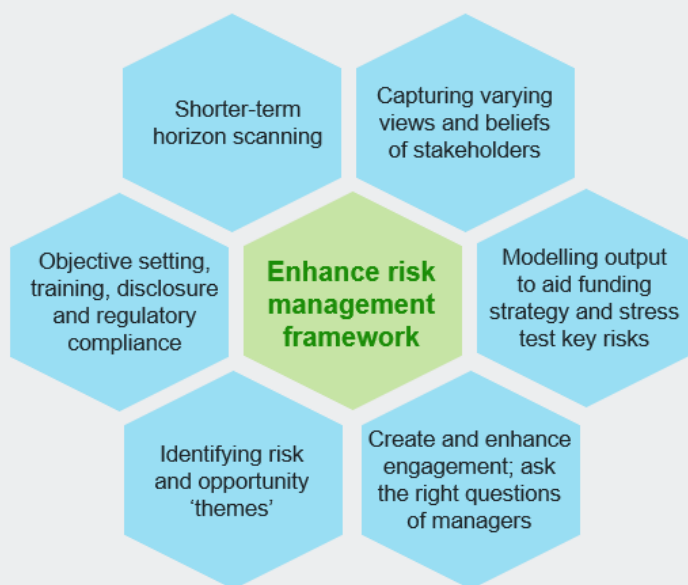 Shorter-term
horizon scanning
Capturing varying
views and beliefs
of stakeholders
Objective setting,
training, disclosure
and regulatory
compliance
Enhance risk
management
framework
Modelling output
to aid funding
strategy and stress
test key risks
Identifying risk
and opportunity
‘themes’
Create and enhance
engagement; ask
the right questions
of managers